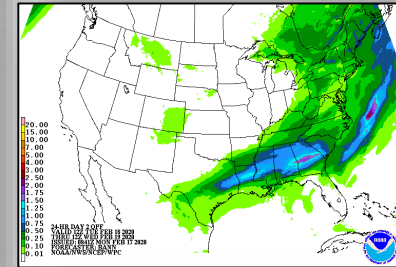 20.00
15.00
10.00
7.00
5.00
4.00
3.00
2.50
2.00
1.75
1.50
1.25
1.00
0.75
0.50
0.25
0.10
0.01
24-HR DAY 2 QPF
VALID 12Z TUE FEB 18 2020
THRU 12Z WED FEB 19 2020
ISSUED: 0841Z MON FEB 17 2020
FORECASTER: BANN
NOAA/NWS/NCEP/WPC
NOAA